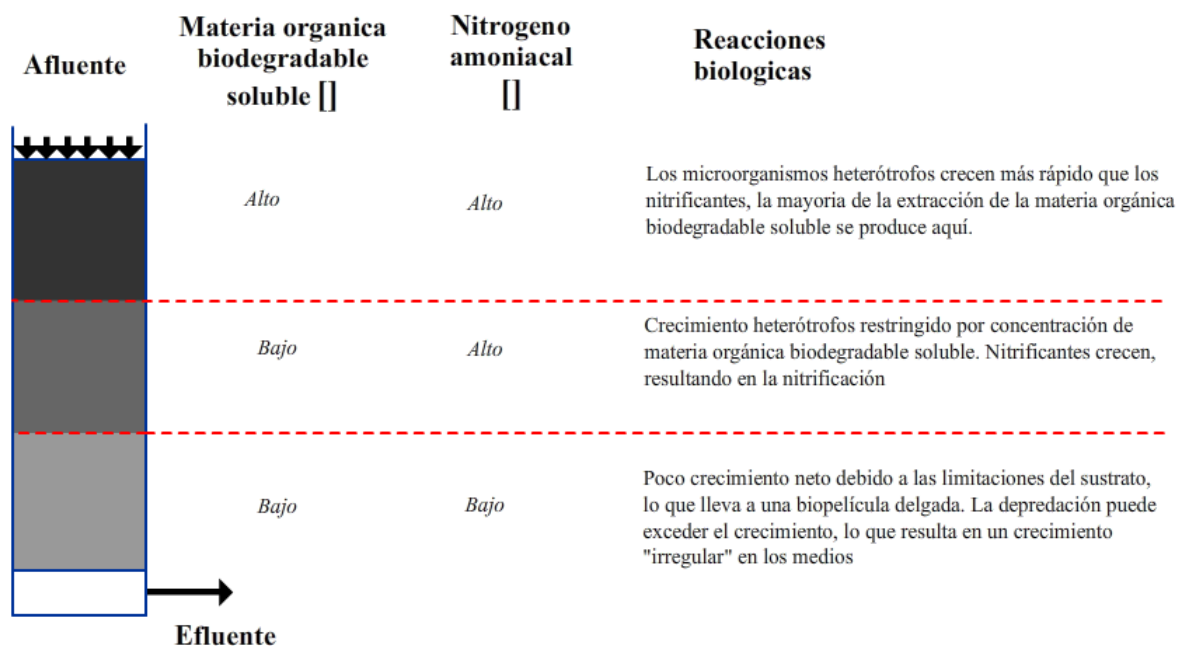 Afluente
Materia organica
biodegradable
soluble []
Nitrogeno
amoniacal
[]
Reacciones
biologicas
Alto
Alto
Los microorganismos heterótrofos crecen más rápido que los
nitrificantes, la mayoria de la extracción de la materia orgánica
biodegradable soluble se produce aquí.
Bajo
Alto
Crecimiento heterótrofos restringido por concentración de
materia orgánica biodegradable soluble. Nitrificantes crecen,
resultando en la nitrificación
Bajo
Bajo
Poco crecimiento neto debido a las limitaciones del sustrato,
lo que lleva a una biopelícula delgada. La depredación puede
exceder el crecimiento, lo que resulta en un crecimiento
"irregular" en los medios
Efluente